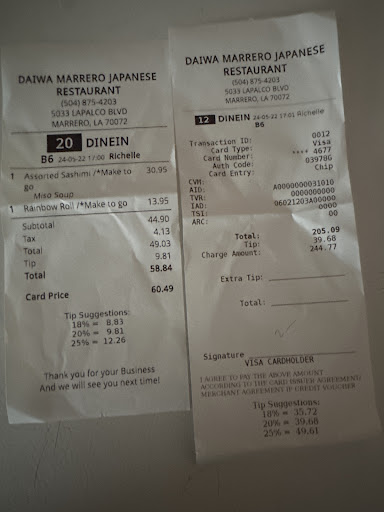 DAIWA MARRERO JAPANESE
RESTAURANT
(504) 875-4203
5033 LAPALCO BLVD
MARRERO, LA 70072
20 DINEIN
B6 24-05-22 17:00 Richelle
1 Assorted Sashimi /*Make to 30.95
go
Miso Soup
1 Rainbow Roll /*Make to go 13.95
Subtotal 44.90
Tax 4.13
Total 49.03
Tip 9.81
Total 58.84
Card Price 60.49
Tip Suggestions:
18% = 8.83
20% = 9.81
25% = 12.26
Thank you for your Business
And we will see you next time!
DAIWA MARRERO JAPANESE
RESTAURANT
(504) 875-4203
5033 LAPALCO BLVD
MARRERO, LA 70072
12 DINEIN 24-05-22 17:01 Richelle
B6
Transaction ID: 0012
Card Type: Visa
Card Number: **** 4677
Auth Code: 03978G
Card Entry: Chip
CVM:
AID: A0000000031010
TVR: 0000000000
IAD: 06021203A00000
TSI: 0000
ARC: 00
Total: 205.09
Tip: 39.68
Charge Amount: 244.77
Extra Tip:
Total:
Signature
VISA CARDHOLDER
I AGREE TO PAY THE ABOVE AMOUNT
ACCORDING TO THE CARD ISSUER AGREEMENT(
MERCHANT AGREEMENT IF CREDIT VOUCHER
Tip Suggestions:
18% = 35.72
20% = 39.68
25% = 49.61